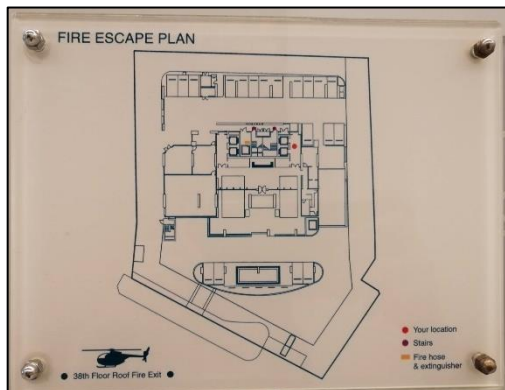 FIRE ESCAPE PLAN
Your location
Stairs
Fire hose
& extinguisher
38th Floor Roof Fire Exit